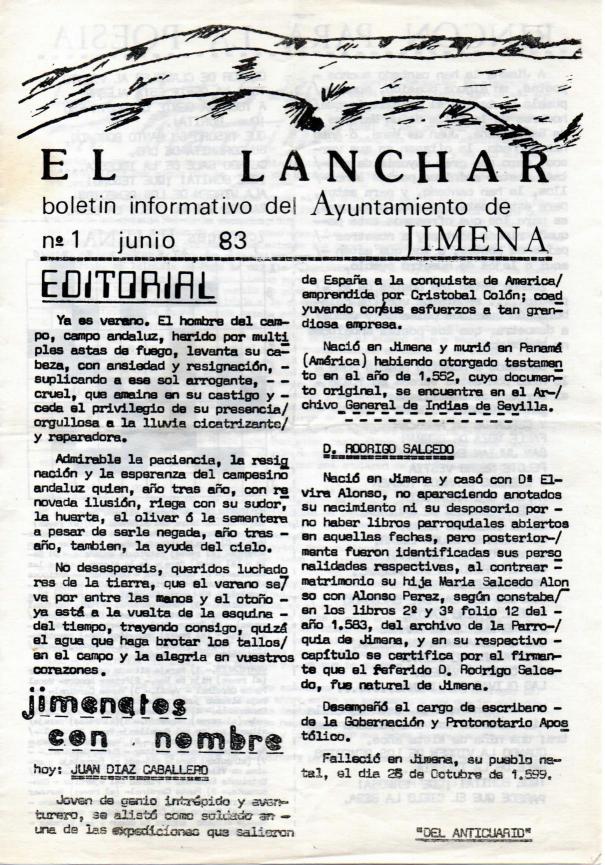 EL LANCHAR
boletin informativo del Ayuntamiento de
nº 1 junio 83 JIMENA
EDITORIAL
Ya es verano. El hombre del cam-
po, campo andaluz, herido por multi
ples astas de fuego, levanta su ca-
beza, con ansiedad y resignación, -
suplicando a ese sol arrogante, - -
cruel, que amaine en su castigo y -
ceda el privilegio de su presencia/
orgullosa a la lluvia cicatrizante/
y reparadora.
Admirable la paciencia, la resig
nación y la esperanza del campesino
andaluz quien, año tras año, con re
novada ilusión, riega con su sudor,
la huerta, el olivar ó la sementera
a pesar de serle negada, año tras -
año, tambien, la ayuda del cielo.
No desespereis, queridos luchado
res de la tierra, que el verano se/
va por entre las manos y el otoño -
ya está a la vuelta de la esquina -
del tiempo, trayendo consigo, quizá
el agua que haga brotar los tallos/
en el campo y la alegria en vuestros
corazones.
jimenatos
con nombre
hoy: JUAN DIAZ CABALLERO
Joven de genio intrépido y aven-
turero, se alistó como soldado en -
una de las expediciones que salieron
de España a la conquista de America/
emprendida por Cristobal Colón; coad
yuvando con sus esfuerzos a tan gran-
diosa empresa.
Nació en Jimena y murió en Panamá
(América) habiendo otorgado testamen
to en el año de 1.552, cuyo documen-
to original, se encuentra en el Ar-/
chivo General de Indias de Sevilla.
D. RODRIGO SALCEDO
Nació en Jimena y casó con Dª El-
vira Alonso, no apareciendo anotados
su nacimiento ni su desposorio por -
no haber libros parroquiales abiertos
en aquellas fechas, pero posterior-/
mente fueron identificadas sus perso
nalidades respectivas, al contraer -
matrimonio su hija Maria Salcedo Alon
so con Alonso Perez, según constaba/
en los libros 2º y 3º folio 12 del -
año 1.583, del archivo de la Parro-/
quia de Jimena, y en su respectivo -
capítulo se certifica por el firman-
te que el referido D. Rodrigo Salce-
do, fue natural de Jimena.
Desempeñó el cargo de escribano -
de la Gobernación y Protonotario Apos
tólico.
Falleció en Jimena, su pueblo na-
tal, el dia 26 de Octubre de 1.599.
"DEL ANTICUARIO"